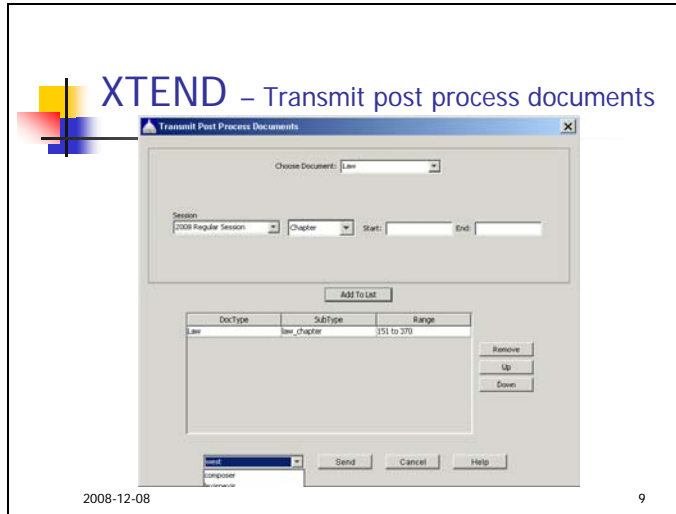 XTEND – Transmit post process documents
Transmit Post Process Documents
Choose Document: Law
Session
2008 Regular Session Chapter Start: End:
Add To List
DocType SubType Range
Law law_chapter 151 to 370
Remove
Up
Down
west Send Cancel Help
composer
2008-12-08 9